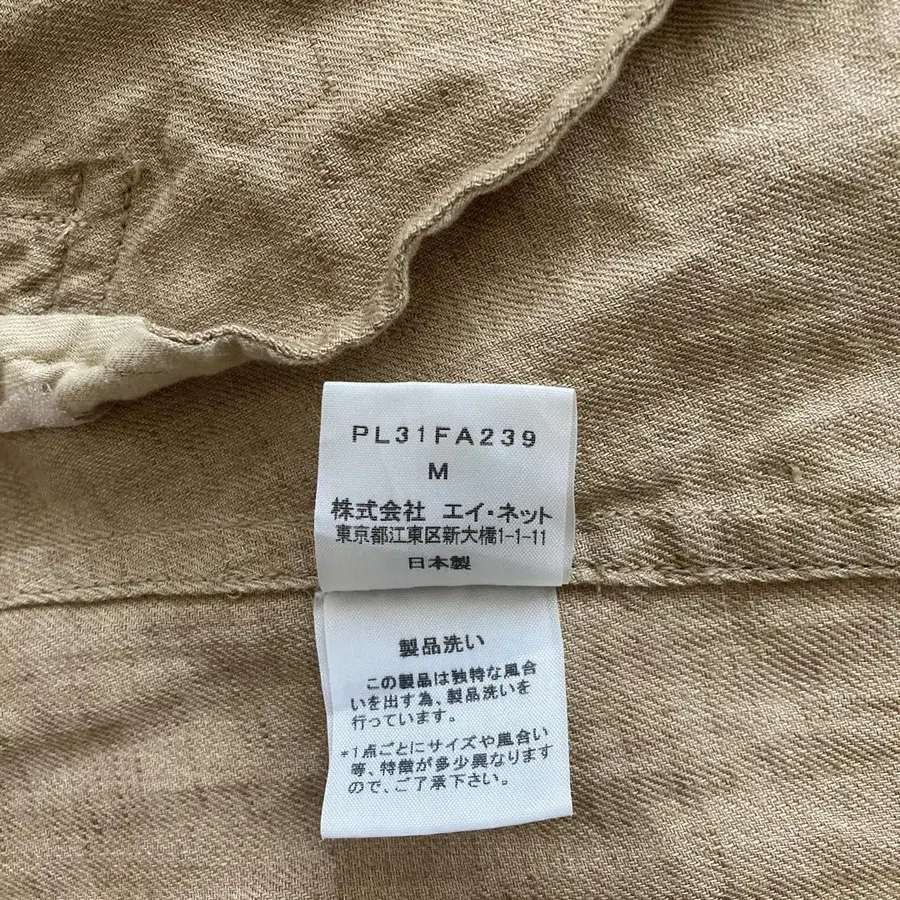 PL31FA239
M
株式会社 エイ・ネット
東京都江東区新大橋1-1-11
日本製
製品洗い
この製品は独特な風合
いを出す為、製品洗いを
行っています。
*1点ごとにサイズや風合い
等、特徴が多少異なります
ので、ご了承下さい。